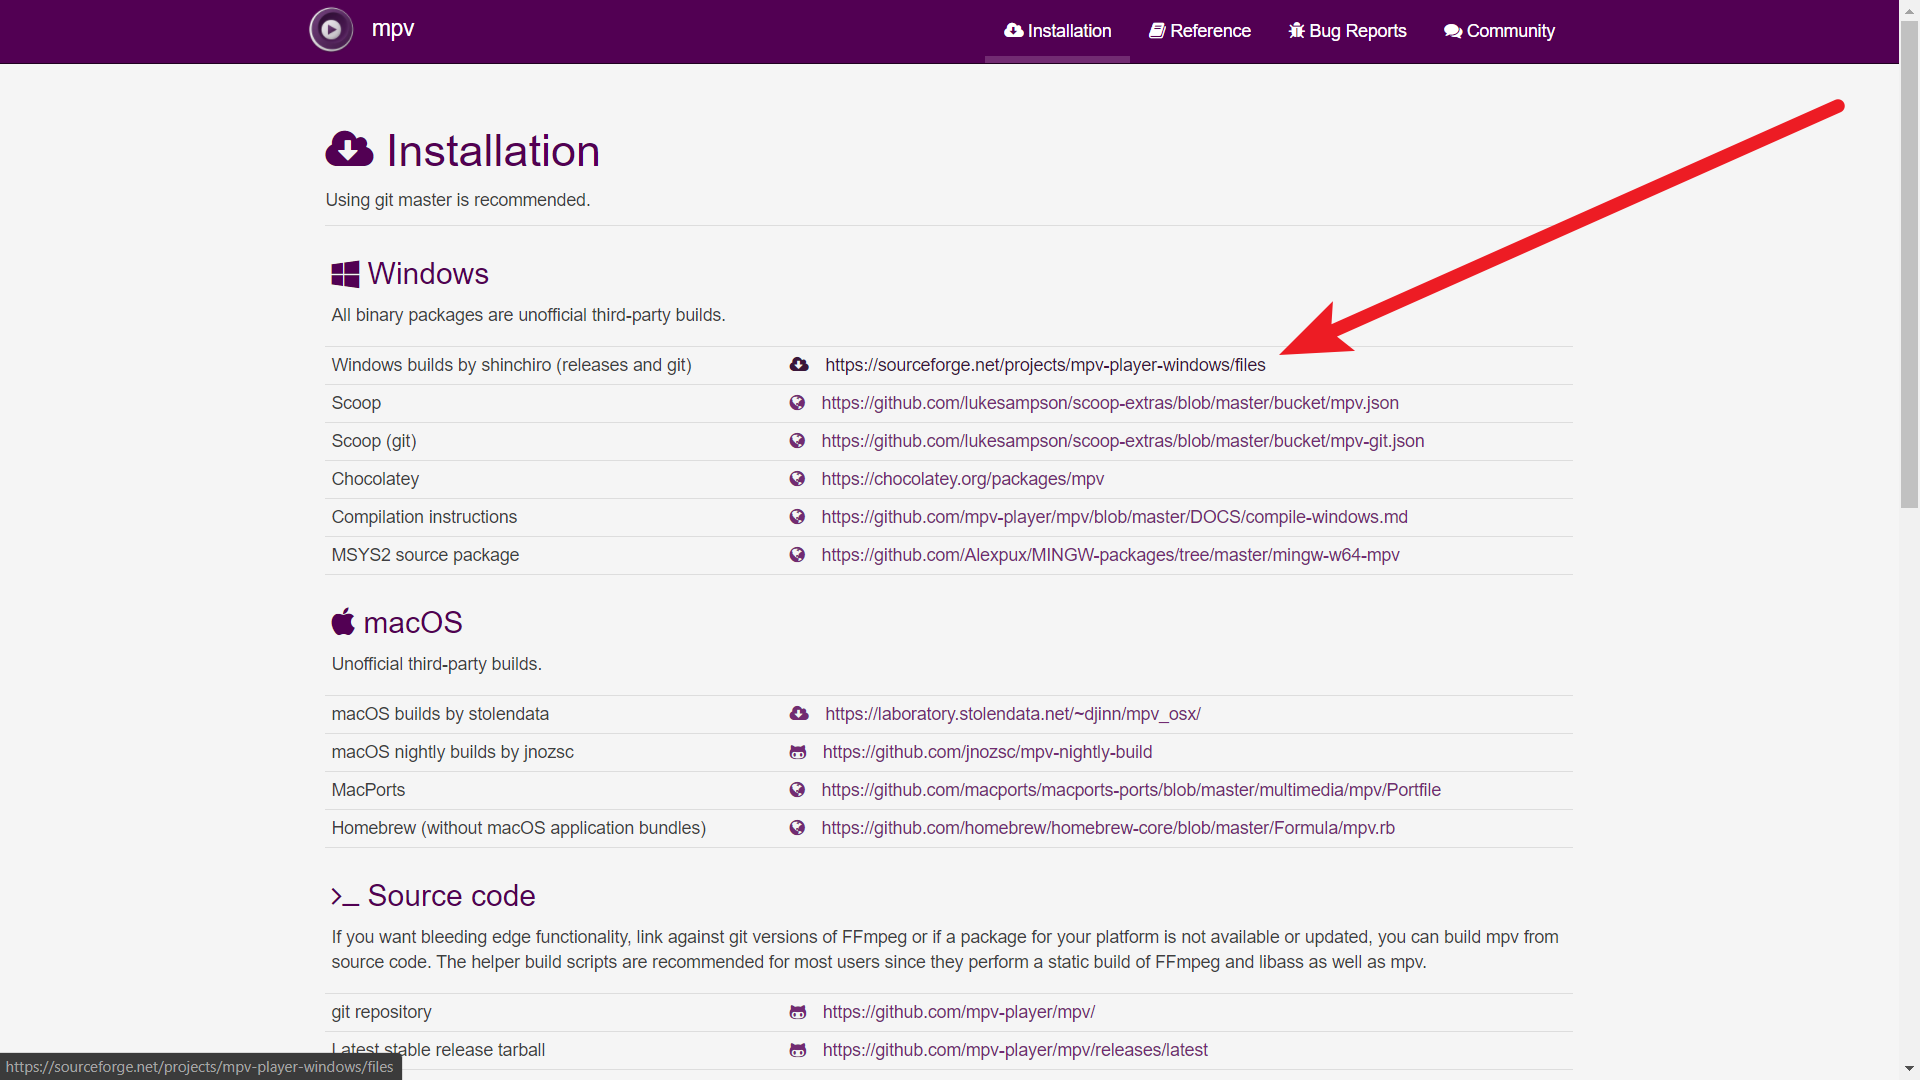 mpv
Installation
Reference
Bug Reports
Community
Installation
Using git master is recommended.
Windows
All binary packages are unofficial third-party builds.
Windows builds by shinchiro (releases and git) https://sourceforge.net/projects/mpv-player-windows/files
Scoop https://github.com/lukesampson/scoop-extras/blob/master/bucket/mpv.json
Scoop (git) https://github.com/lukesampson/scoop-extras/blob/master/bucket/mpv-git.json
Chocolatey https://chocolatey.org/packages/mpv
Compilation instructions https://github.com/mpv-player/mpv/blob/master/DOCS/compile-windows.md
MSYS2 source package https://github.com/Alexpux/MINGW-packages/tree/master/mingw-w64-mpv
macOS
Unofficial third-party builds.
macOS builds by stolendata https://laboratory.stolendata.net/~djinn/mpv_osx/
macOS nightly builds by jnozsc https://github.com/jnozsc/mpv-nightly-build
MacPorts https://github.com/macports/macports-ports/blob/master/multimedia/mpv/Portfile
Homebrew (without macOS application bundles) https://github.com/homebrew/homebrew-core/blob/master/Formula/mpv.rb
Source code
If you want bleeding edge functionality, link against git versions of FFmpeg or if a package for your platform is not available or updated, you can build mpv from
source code. The helper build scripts are recommended for most users since they perform a static build of FFmpeg and libass as well as mpv.
git repository https://github.com/mpv-player/mpv/
Latest stable release tarball https://github.com/mpv-player/mpv/releases/latest
https://sourceforge.net/projects/mpv-player-windows/files